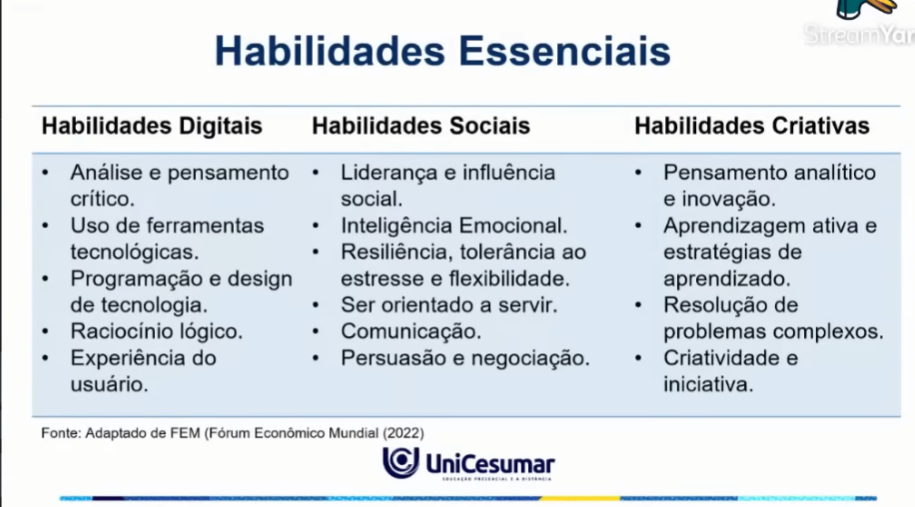 StreamYar
Habilidades Essenciais
Habilidades Digitais
• Análise e pensamento
crítico.
• Uso de ferramentas
tecnológicas.
• Programação e design
de tecnologia.
• Raciocínio lógico.
• Experiência do
usuário.
Habilidades Sociais
• Liderança e influência
social.
• Inteligência Emocional.
• Resiliência, tolerância ao
estresse e flexibilidade.
• Ser orientado a servir.
• Comunicação.
• Persuasão e negociação.
Habilidades Criativas
• Pensamento analítico
e inovação.
• Aprendizagem ativa e
estratégias de
aprendizado.
• Resolução de
problemas complexos.
• Criatividade e
iniciativa.
Fonte: Adaptado de FEM (Fórum Econômico Mundial (2022)
UniCesumar
EDUCAÇÃO PRESENCIAL E A DISTÂNCIA